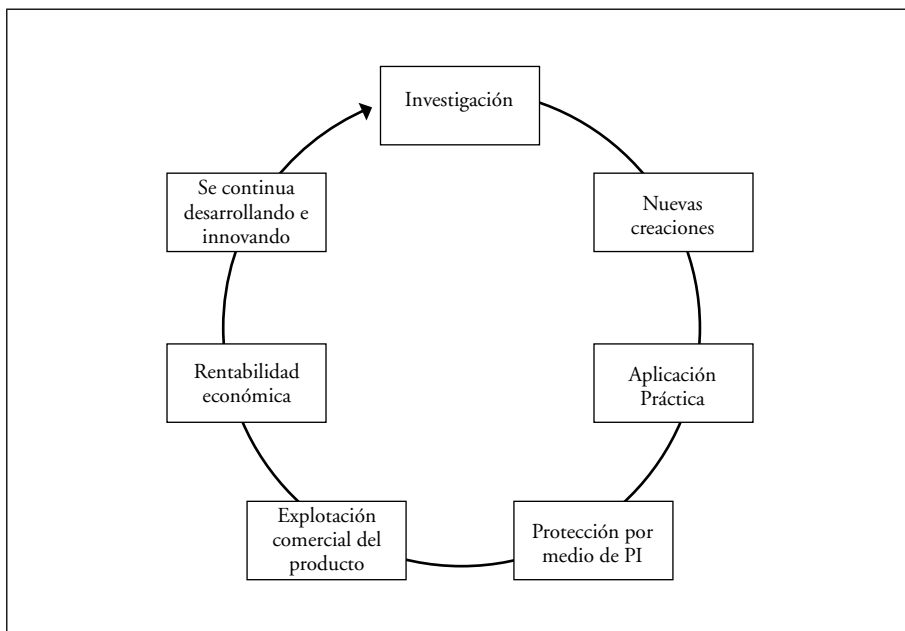 Investigación
Nuevas
creaciones
Aplicación
Práctica
Protección por
medio de PI
Explotación
comercial del
producto
Rentabilidad
económica
Se continua
desarrollando e
innovando